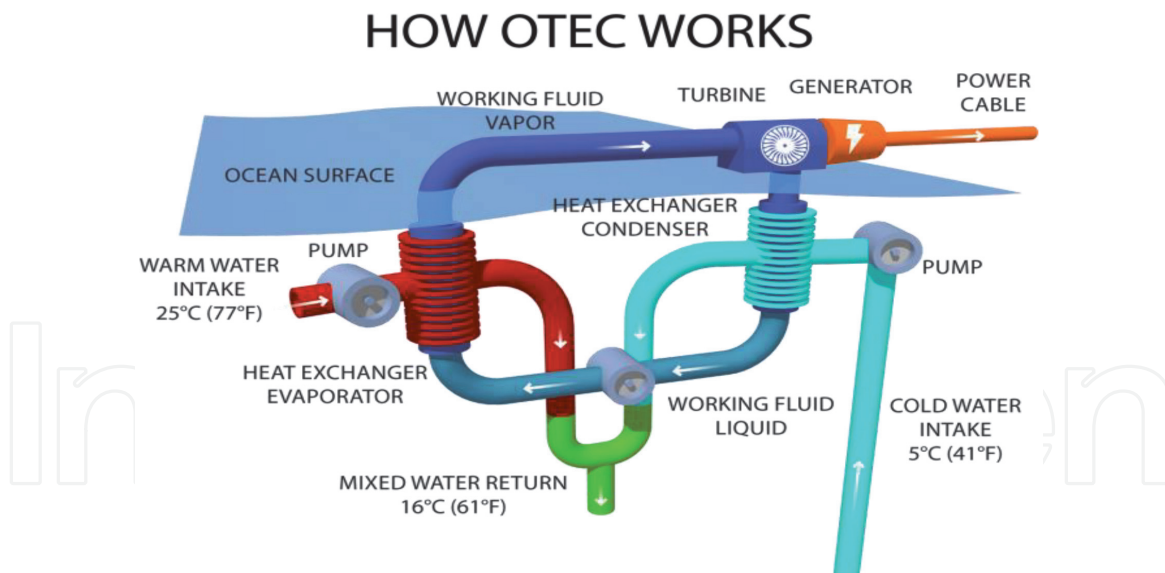 HOW OTEC WORKS
WORKING FLUID
VAPOR
TURBINE
GENERATOR
POWER
CABLE
OCEAN SURFACE
HEAT EXCHANGER
CONDENSER
PUMP
WARM WATER
INTAKE
25°C (77°F)
PUMP
HEAT EXCHANGER
EVAPORATOR
WORKING FLUID
LIQUID
COLD WATER
INTAKE
5°C (41°F)
MIXED WATER RETURN
16°C (61°F)
In
en